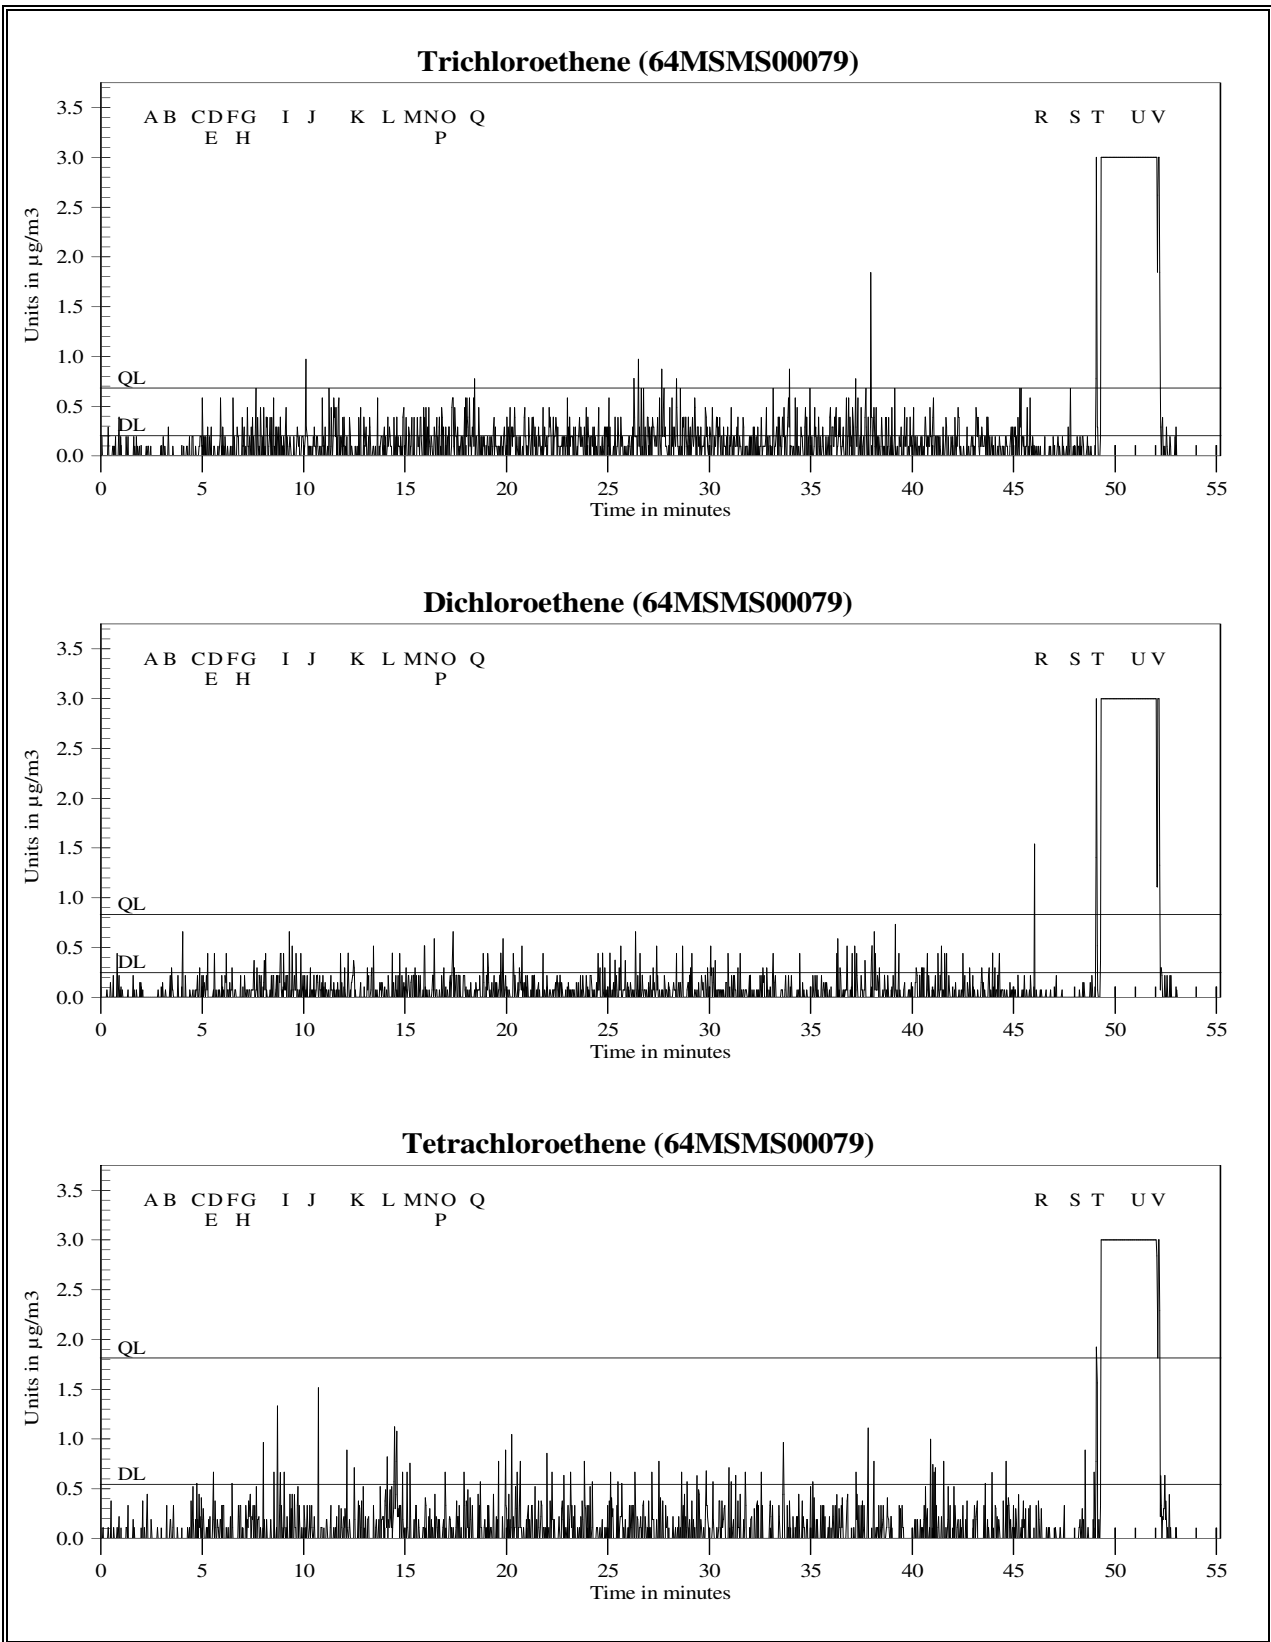 Trichloroethene (64MSMS00079)
3.5
A B CDFG I J K L MNO Q R S T U V
E H P
3.0
2.5
2.0
1.5
1.0
QL
0.5
DL
0.0
Units in µg/m3
0 5 10 15 20 25 30 35 40 45 50 55
Time in minutes
Dichloroethene (64MSMS00079)
3.5
A B CDFG I J K L MNO Q R S T U V
E H P
3.0
2.5
2.0
1.5
1.0
QL
0.5
DL
0.0
Units in µg/m3
0 5 10 15 20 25 30 35 40 45 50 55
Time in minutes
Tetrachloroethene (64MSMS00079)
3.5
A B CDFG I J K L MNO Q R S T U V
E H P
3.0
2.5
2.0
QL
1.5
1.0
DL
0.5
0.0
Units in µg/m3
0 5 10 15 20 25 30 35 40 45 50 55
Time in minutes